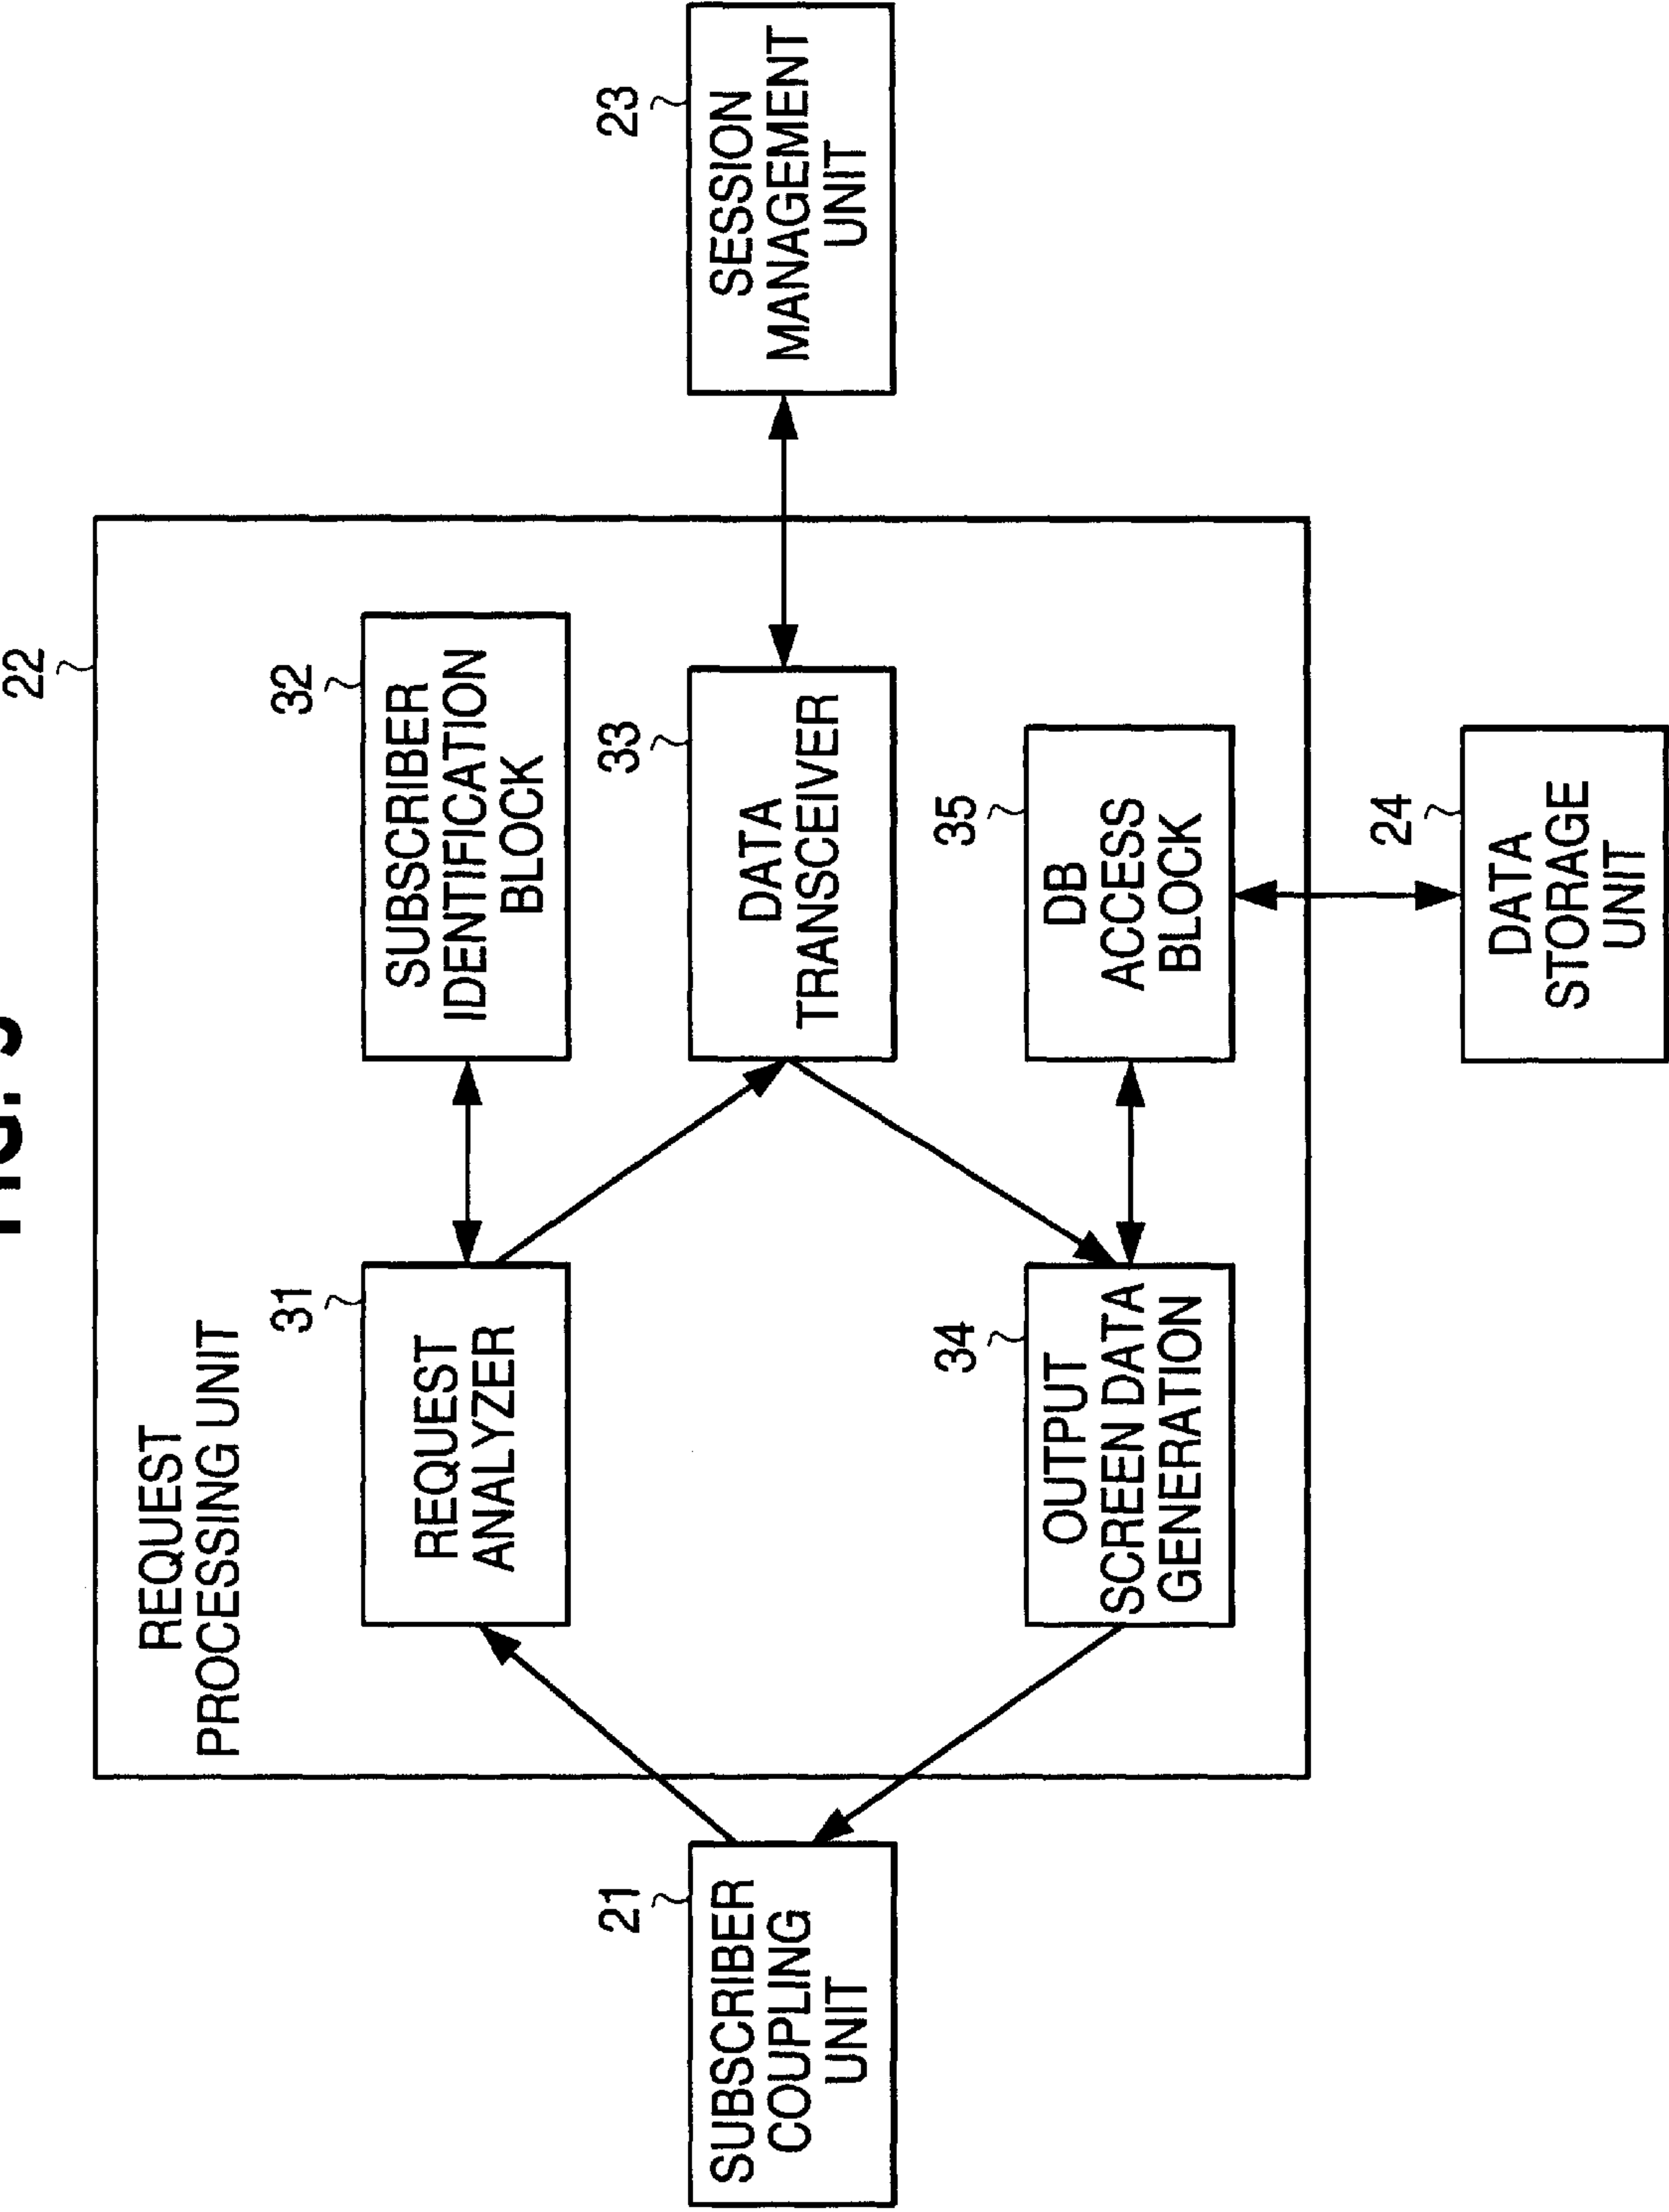 22
REQUEST
PROCESSING UNIT
31
REQUEST
ANALYZER
32
SUBSCRIBER
IDENTIFICATION
BLOCK
21
SUBSCRIBER
COUPLING
UNIT
33
DATA
TRANSCEIVER
23
SESSION
MANAGEMENT
UNIT
34
OUTPUT
SCREEN DATA
GENERATION
35
DB
ACCESS
BLOCK
24
DATA
STORAGE
UNIT